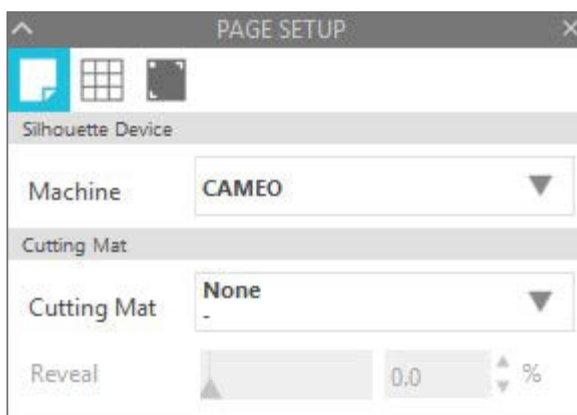 PAGE SETUP
Silhouette Device
Machine CAMEO
Cutting Mat
Cutting Mat None
-
Reveal 0.0 %